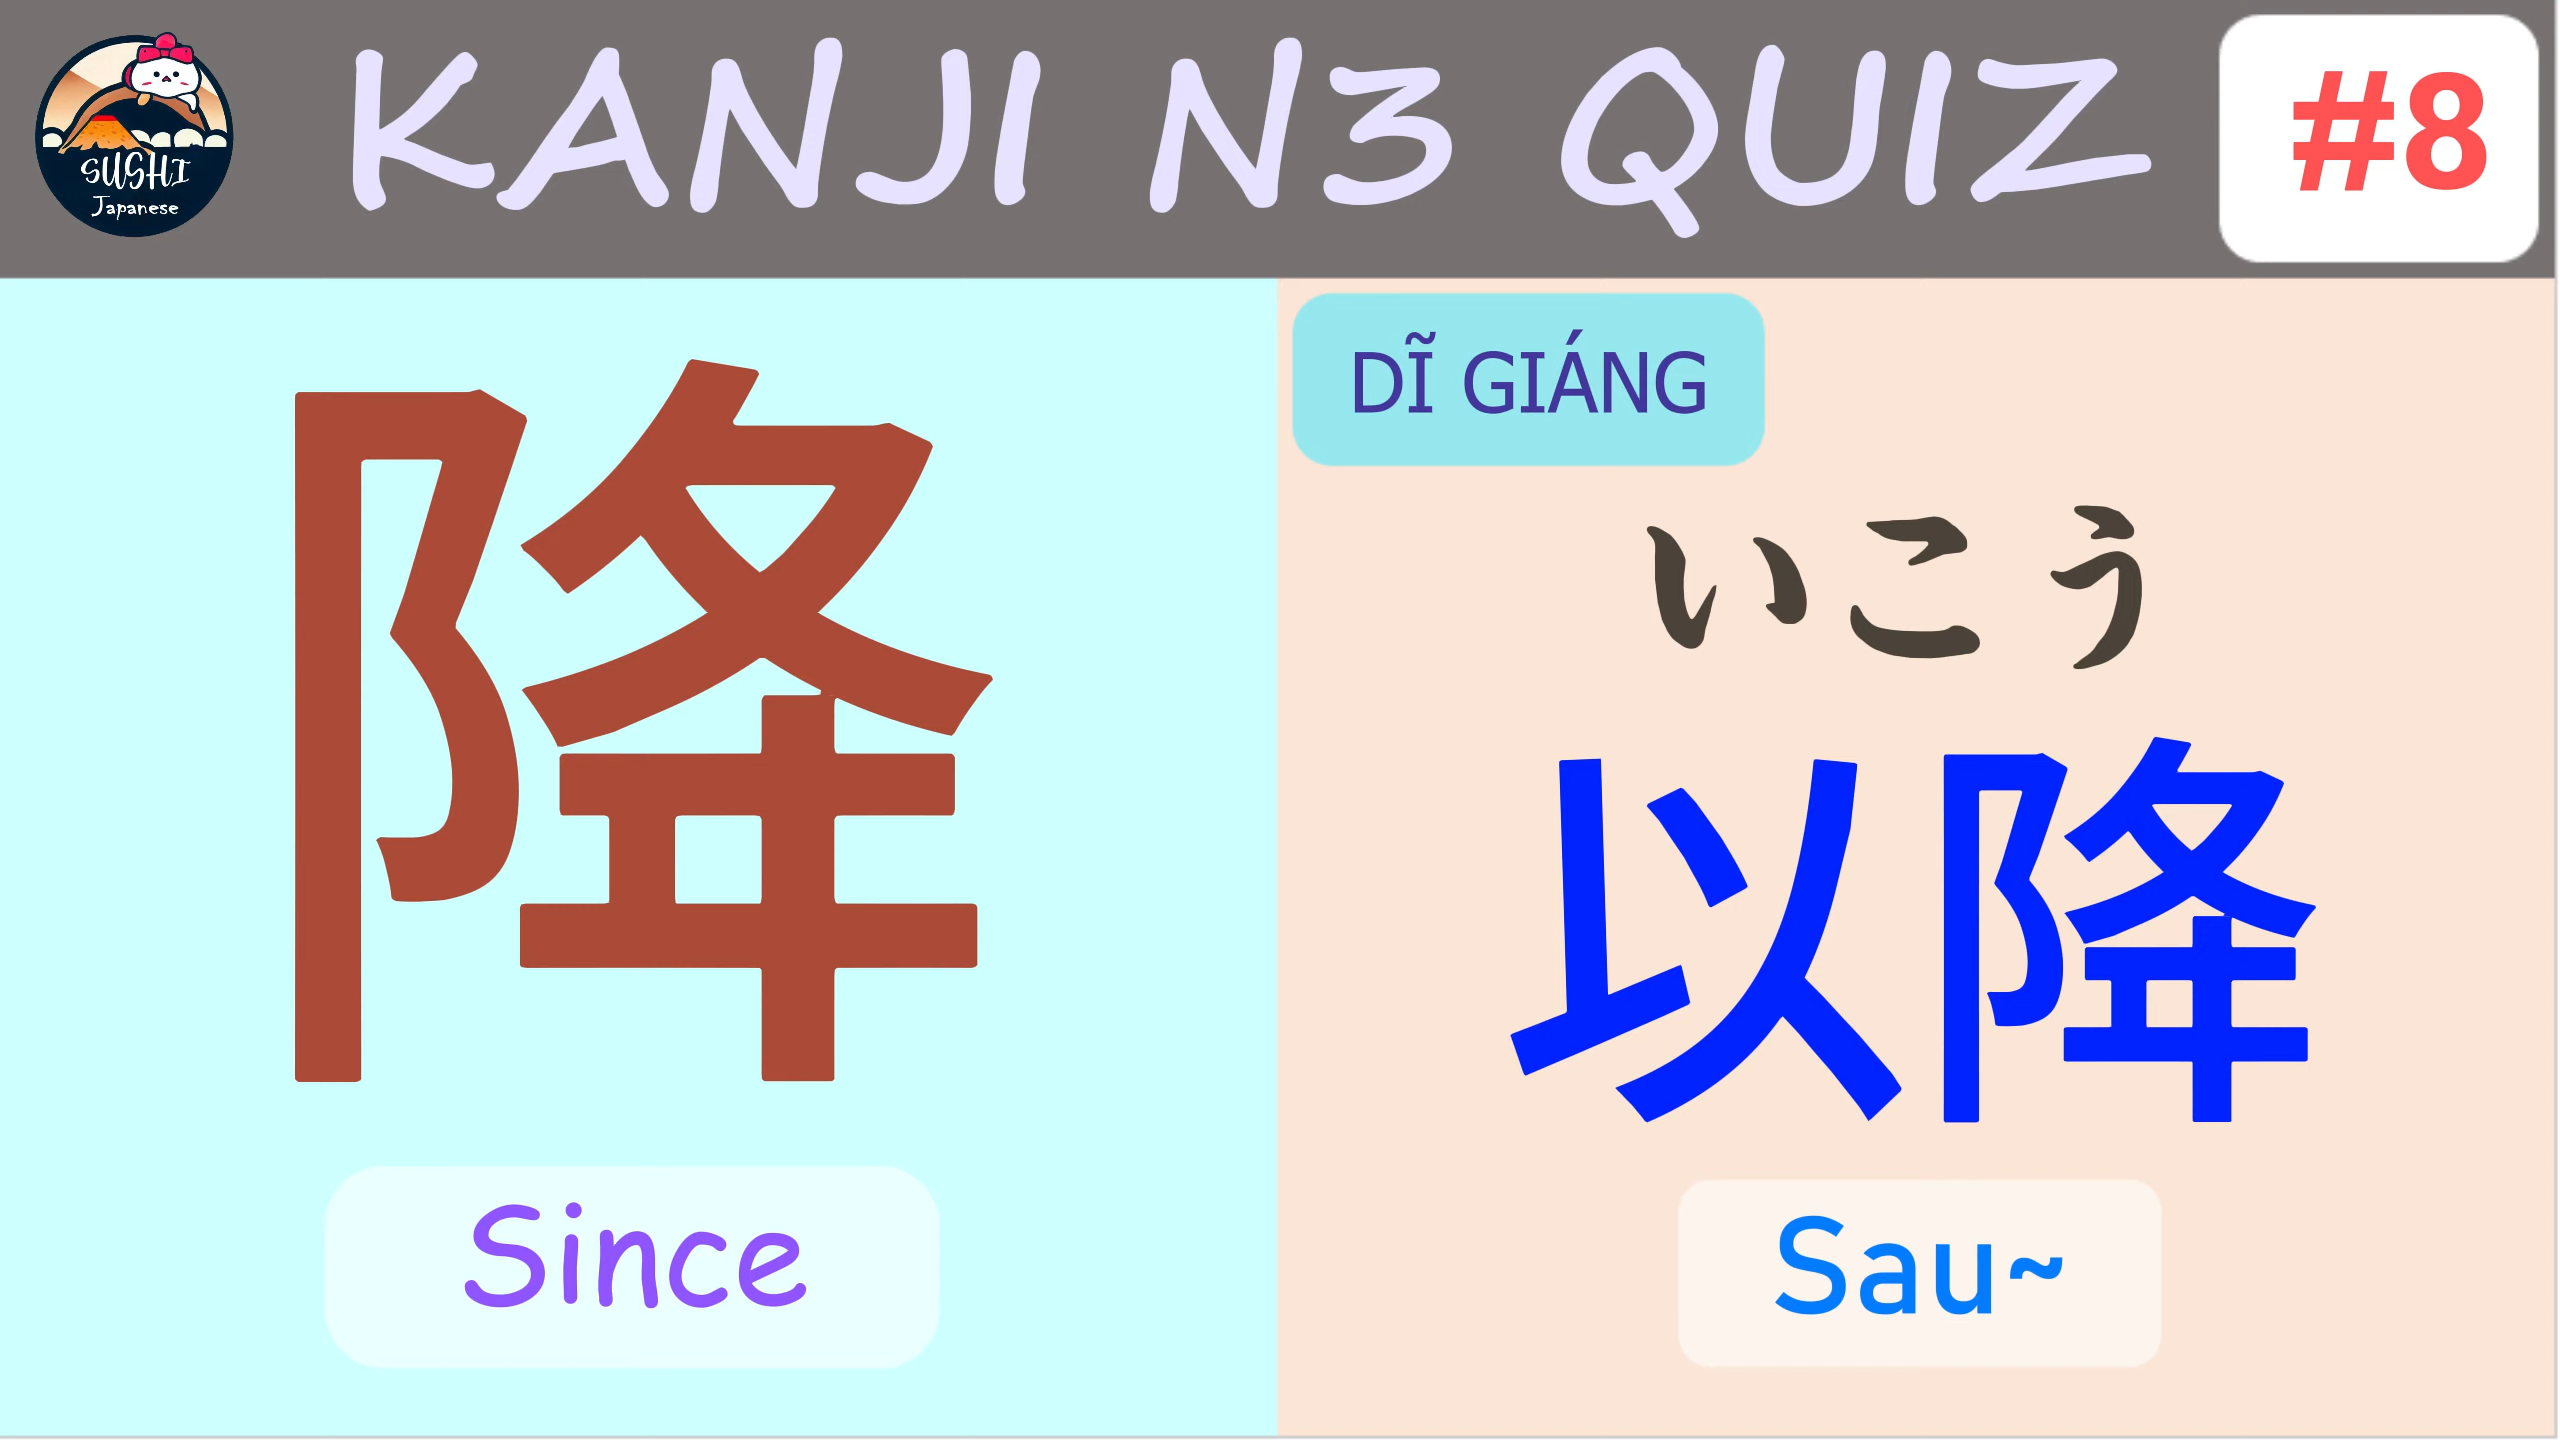 SUSHI
Japanese
KANJI N3 QUIZ
#8
降
Since
DĨ GIÁNG
いこう
以降
Sau~